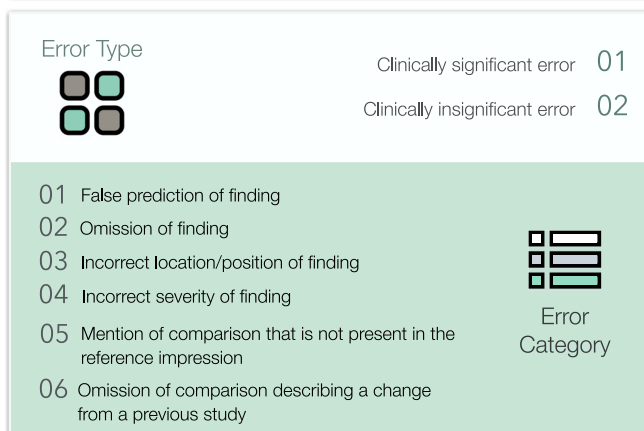 Error Type
Clinically significant error 01
Clinically insignificant error 02
01 False prediction of finding
02 Omission of finding
03 Incorrect location/position of finding
04 Incorrect severity of finding
05 Mention of comparison that is not present in the
reference impression
06 Omission of comparison describing a change
from a previous study
Error
Category